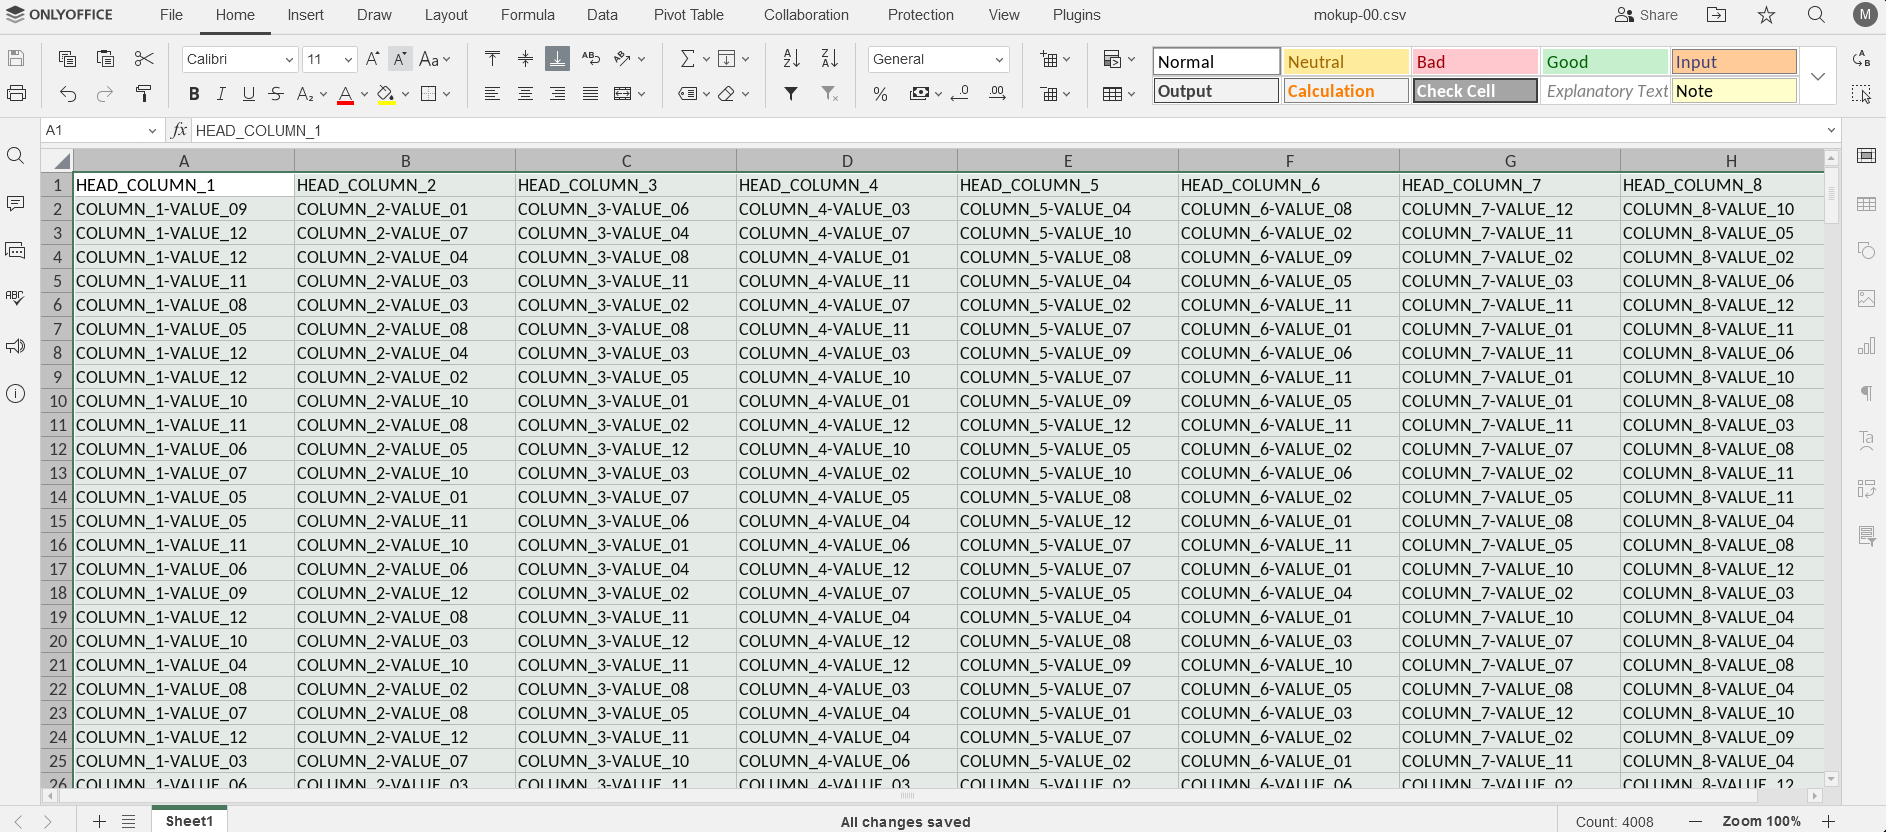 ONLYOFFICE File Home Insert Draw Layout Formula Data Pivot Table Collaboration Protection View Plugins mokup-00.csv Share M
Calibri 11 General Normal Neutral Bad Good Input
Output Calculation Check Cell Explanatory Text Note
A1 fx HEAD_COLUMN_1
A B C D E F G H
1 HEAD_COLUMN_1 HEAD_COLUMN_2 HEAD_COLUMN_3 HEAD_COLUMN_4 HEAD_COLUMN_5 HEAD_COLUMN_6 HEAD_COLUMN_7 HEAD_COLUMN_8
2 COLUMN_1-VALUE_09 COLUMN_2-VALUE_01 COLUMN_3-VALUE_06 COLUMN_4-VALUE_03 COLUMN_5-VALUE_04 COLUMN_6-VALUE_08 COLUMN_7-VALUE_12 COLUMN_8-VALUE_10
3 COLUMN_1-VALUE_12 COLUMN_2-VALUE_07 COLUMN_3-VALUE_04 COLUMN_4-VALUE_07 COLUMN_5-VALUE_10 COLUMN_6-VALUE_02 COLUMN_7-VALUE_11 COLUMN_8-VALUE_05
4 COLUMN_1-VALUE_12 COLUMN_2-VALUE_04 COLUMN_3-VALUE_08 COLUMN_4-VALUE_01 COLUMN_5-VALUE_08 COLUMN_6-VALUE_09 COLUMN_7-VALUE_02 COLUMN_8-VALUE_02
5 COLUMN_1-VALUE_11 COLUMN_2-VALUE_03 COLUMN_3-VALUE_11 COLUMN_4-VALUE_11 COLUMN_5-VALUE_04 COLUMN_6-VALUE_05 COLUMN_7-VALUE_03 COLUMN_8-VALUE_06
6 COLUMN_1-VALUE_08 COLUMN_2-VALUE_03 COLUMN_3-VALUE_02 COLUMN_4-VALUE_07 COLUMN_5-VALUE_02 COLUMN_6-VALUE_11 COLUMN_7-VALUE_11 COLUMN_8-VALUE_12
7 COLUMN_1-VALUE_05 COLUMN_2-VALUE_08 COLUMN_3-VALUE_08 COLUMN_4-VALUE_11 COLUMN_5-VALUE_07 COLUMN_6-VALUE_01 COLUMN_7-VALUE_01 COLUMN_8-VALUE_11
8 COLUMN_1-VALUE_12 COLUMN_2-VALUE_04 COLUMN_3-VALUE_03 COLUMN_4-VALUE_03 COLUMN_5-VALUE_09 COLUMN_6-VALUE_06 COLUMN_7-VALUE_11 COLUMN_8-VALUE_06
9 COLUMN_1-VALUE_12 COLUMN_2-VALUE_02 COLUMN_3-VALUE_05 COLUMN_4-VALUE_10 COLUMN_5-VALUE_07 COLUMN_6-VALUE_11 COLUMN_7-VALUE_01 COLUMN_8-VALUE_10
10 COLUMN_1-VALUE_10 COLUMN_2-VALUE_10 COLUMN_3-VALUE_01 COLUMN_4-VALUE_01 COLUMN_5-VALUE_09 COLUMN_6-VALUE_05 COLUMN_7-VALUE_01 COLUMN_8-VALUE_08
11 COLUMN_1-VALUE_11 COLUMN_2-VALUE_08 COLUMN_3-VALUE_02 COLUMN_4-VALUE_12 COLUMN_5-VALUE_12 COLUMN_6-VALUE_11 COLUMN_7-VALUE_11 COLUMN_8-VALUE_03
12 COLUMN_1-VALUE_06 COLUMN_2-VALUE_05 COLUMN_3-VALUE_12 COLUMN_4-VALUE_10 COLUMN_5-VALUE_05 COLUMN_6-VALUE_02 COLUMN_7-VALUE_07 COLUMN_8-VALUE_08
13 COLUMN_1-VALUE_07 COLUMN_2-VALUE_10 COLUMN_3-VALUE_03 COLUMN_4-VALUE_02 COLUMN_5-VALUE_10 COLUMN_6-VALUE_06 COLUMN_7-VALUE_02 COLUMN_8-VALUE_11
14 COLUMN_1-VALUE_05 COLUMN_2-VALUE_01 COLUMN_3-VALUE_07 COLUMN_4-VALUE_05 COLUMN_5-VALUE_08 COLUMN_6-VALUE_02 COLUMN_7-VALUE_05 COLUMN_8-VALUE_11
15 COLUMN_1-VALUE_05 COLUMN_2-VALUE_11 COLUMN_3-VALUE_06 COLUMN_4-VALUE_04 COLUMN_5-VALUE_12 COLUMN_6-VALUE_01 COLUMN_7-VALUE_08 COLUMN_8-VALUE_04
16 COLUMN_1-VALUE_11 COLUMN_2-VALUE_10 COLUMN_3-VALUE_01 COLUMN_4-VALUE_06 COLUMN_5-VALUE_07 COLUMN_6-VALUE_11 COLUMN_7-VALUE_05 COLUMN_8-VALUE_08
17 COLUMN_1-VALUE_06 COLUMN_2-VALUE_06 COLUMN_3-VALUE_04 COLUMN_4-VALUE_12 COLUMN_5-VALUE_07 COLUMN_6-VALUE_01 COLUMN_7-VALUE_10 COLUMN_8-VALUE_12
18 COLUMN_1-VALUE_09 COLUMN_2-VALUE_12 COLUMN_3-VALUE_02 COLUMN_4-VALUE_07 COLUMN_5-VALUE_05 COLUMN_6-VALUE_04 COLUMN_7-VALUE_02 COLUMN_8-VALUE_03
19 COLUMN_1-VALUE_12 COLUMN_2-VALUE_08 COLUMN_3-VALUE_11 COLUMN_4-VALUE_04 COLUMN_5-VALUE_04 COLUMN_6-VALUE_01 COLUMN_7-VALUE_10 COLUMN_8-VALUE_04
20 COLUMN_1-VALUE_10 COLUMN_2-VALUE_03 COLUMN_3-VALUE_12 COLUMN_4-VALUE_12 COLUMN_5-VALUE_08 COLUMN_6-VALUE_03 COLUMN_7-VALUE_07 COLUMN_8-VALUE_04
21 COLUMN_1-VALUE_04 COLUMN_2-VALUE_10 COLUMN_3-VALUE_11 COLUMN_4-VALUE_12 COLUMN_5-VALUE_09 COLUMN_6-VALUE_10 COLUMN_7-VALUE_07 COLUMN_8-VALUE_08
22 COLUMN_1-VALUE_08 COLUMN_2-VALUE_02 COLUMN_3-VALUE_08 COLUMN_4-VALUE_03 COLUMN_5-VALUE_07 COLUMN_6-VALUE_05 COLUMN_7-VALUE_08 COLUMN_8-VALUE_04
23 COLUMN_1-VALUE_07 COLUMN_2-VALUE_08 COLUMN_3-VALUE_05 COLUMN_4-VALUE_04 COLUMN_5-VALUE_01 COLUMN_6-VALUE_03 COLUMN_7-VALUE_12 COLUMN_8-VALUE_10
24 COLUMN_1-VALUE_12 COLUMN_2-VALUE_12 COLUMN_3-VALUE_11 COLUMN_4-VALUE_04 COLUMN_5-VALUE_07 COLUMN_6-VALUE_02 COLUMN_7-VALUE_02 COLUMN_8-VALUE_09
25 COLUMN_1-VALUE_03 COLUMN_2-VALUE_07 COLUMN_3-VALUE_10 COLUMN_4-VALUE_06 COLUMN_5-VALUE_02 COLUMN_6-VALUE_01 COLUMN_7-VALUE_11 COLUMN_8-VALUE_04
26 COLUMN_1-VALUE_06 COLUMN_2-VALUE_03 COLUMN_3-VALUE_11 COLUMN_4-VALUE_03 COLUMN_5-VALUE_02 COLUMN_6-VALUE_06 COLUMN_7-VALUE_02 COLUMN_8-VALUE_12
Sheet1 All changes saved Count: 4008 Zoom 100%